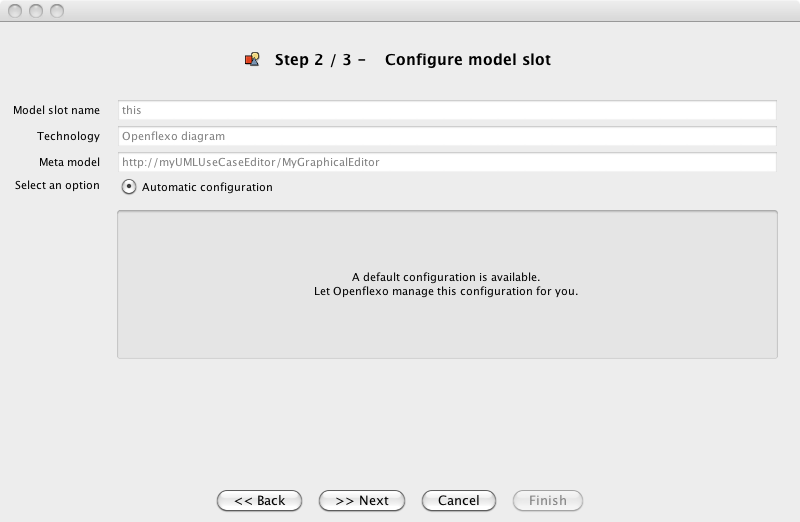 Step 2 / 3 - Configure model slot
Model slot name this
Technology Openflexo diagram
Meta model http://myUMLUseCaseEditor/MyGraphicalEditor
Select an option Automatic configuration
A default configuration is available.
Let Openflexo manage this configuration for you.
<< Back >> Next Cancel Finish